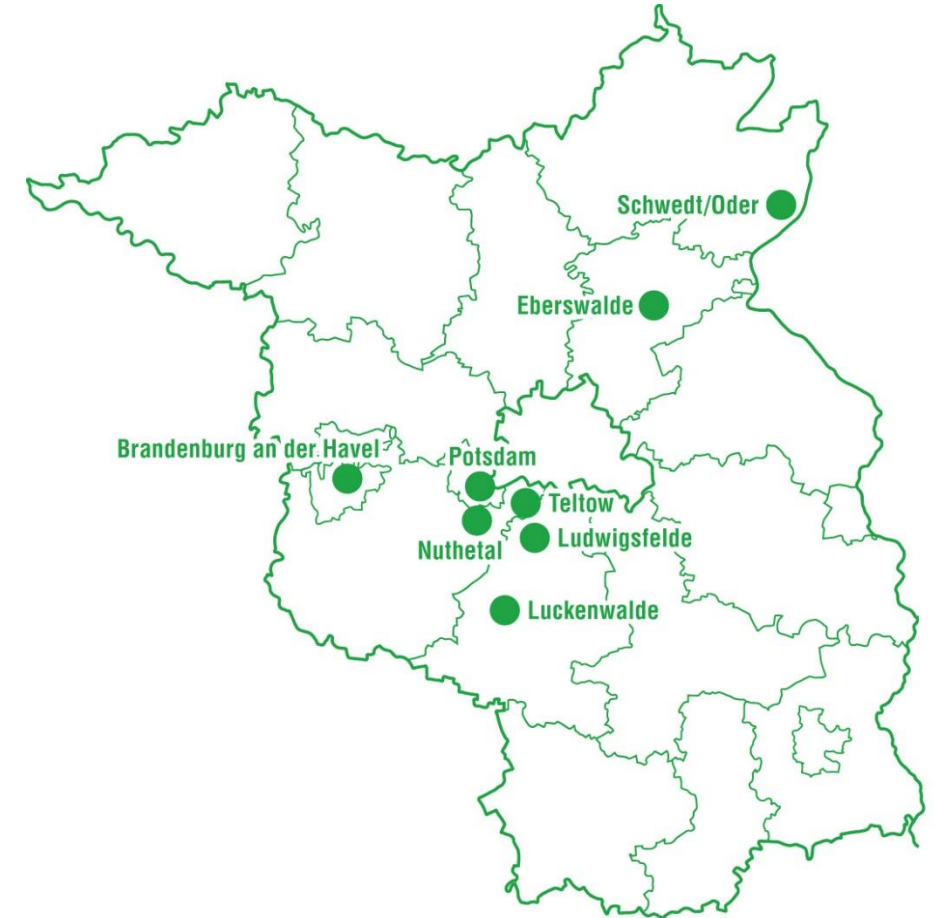 Schwedt/Oder
Eberswalde
Brandenburg an der Havel
Potsdam
Teltow
Ludwigsfelde
Nuthetal
Luckenwalde